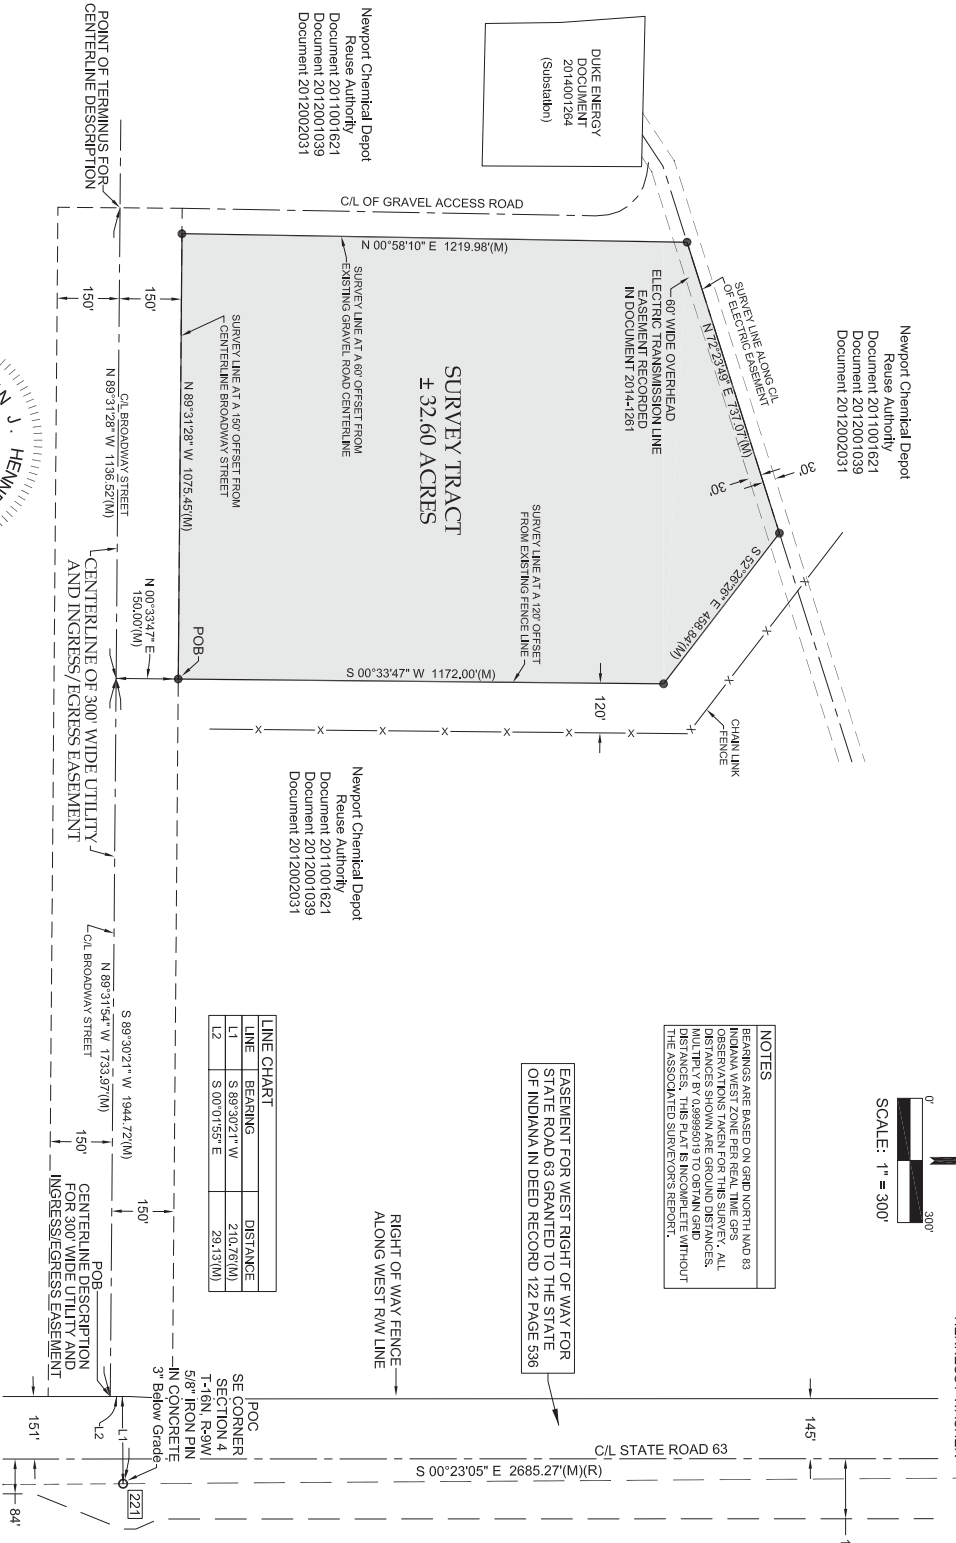 Newport Chemical Depot
Reuse Authority
Document 2011001621
Document 2012001039
Document 2012002031
DUKE ENERGY
DOCUMENT
2014001264
(Substation)
Newport Chemical Depot
Reuse Authority
Document 2011001621
Document 2012001039
Document 2012002031
0'
300'
SCALE: 1" = 300'
POINT OF TERMINUS FOR
CENTERLINE DESCRIPTION
C/L OF GRAVEL ACCESS ROAD
N 00°58'10" E 1219.98'(M)
SURVEY LINE AT A 60' OFFSET FROM
EXISTING GRAVEL ROAD CENTERLINE
SURVEY LINE ALONG C/L
OF ELECTRIC EASEMENT
N 72°23'49" E 737.07'(M)
60' WIDE OVERHEAD
ELECTRIC TRANSMISSION LINE
EASEMENT RECORDED
IN DOCUMENT 2014-1261
30'
30'
SURVEY TRACT
± 32.60 ACRES
S 52°26'26" E 458.84'(M)
CHAIN LINK
FENCE
SURVEY LINE AT A 120' OFFSET
FROM EXISTING FENCE LINE
S 00°33'47" W 1172.00'(M)
120'
X
X
X
X
X
X
X
X
X
X
X
SURVEY LINE AT A 150' OFFSET FROM
CENTERLINE BROADWAY STREET
N 89°31'28" W 1075.45'(M)
POB
150'
150'
C/L BROADWAY STREET
N 89°31'28" W 1136.52'(M)
N 00°33'47" E
150.00'(M)
CENTERLINE OF 300' WIDE UTILITY
AND INGRESS/EGRESS EASEMENT
Newport Chemical Depot
Reuse Authority
Document 2011001621
Document 2012001039
Document 2012002031
NOTES
BEARINGS ARE BASED ON GRID NORTH NAD 83
INDIANA WEST ZONE PER REAL TIME GPS
OBSERVATIONS TAKEN FOR THIS SURVEY. ALL
DISTANCES SHOWN ARE GROUND DISTANCES.
MULTIPLY BY 0.99995019 TO OBTAIN GRID
DISTANCES. THIS PLAT IS INCOMPLETE WITHOUT
THE ASSOCIATED SURVEYOR'S REPORT.
EASEMENT FOR WEST RIGHT OF WAY FOR
STATE ROAD 63 GRANTED TO THE STATE
OF INDIANA IN DEED RECORD 122 PAGE 536
RIGHT OF WAY FENCE
ALONG WEST R/W LINE
LINE CHART
LINE BEARING DISTANCE
L1 S 89°30'21" W 210.76'(M)
L2 S 00°01'55" E 29.13'(M)
S 89°30'21" W 1944.72'(M)
N 89°31'54" W 1733.97'(M)
C/L BROADWAY STREET
150'
150'
POB
CENTERLINE DESCRIPTION
FOR 300' WIDE UTILITY AND
INGRESS/EGRESS EASEMENT
POC
SE CORNER
SECTION 4
T-16N, R-9W
5/8" IRON PIN
IN CONCRETE
3" Below Grade
L1
L2
221
145'
C/L STATE ROAD 63
S 00°23'05" E 2685.27'(M)(R)
151'
84'
N J. HENN